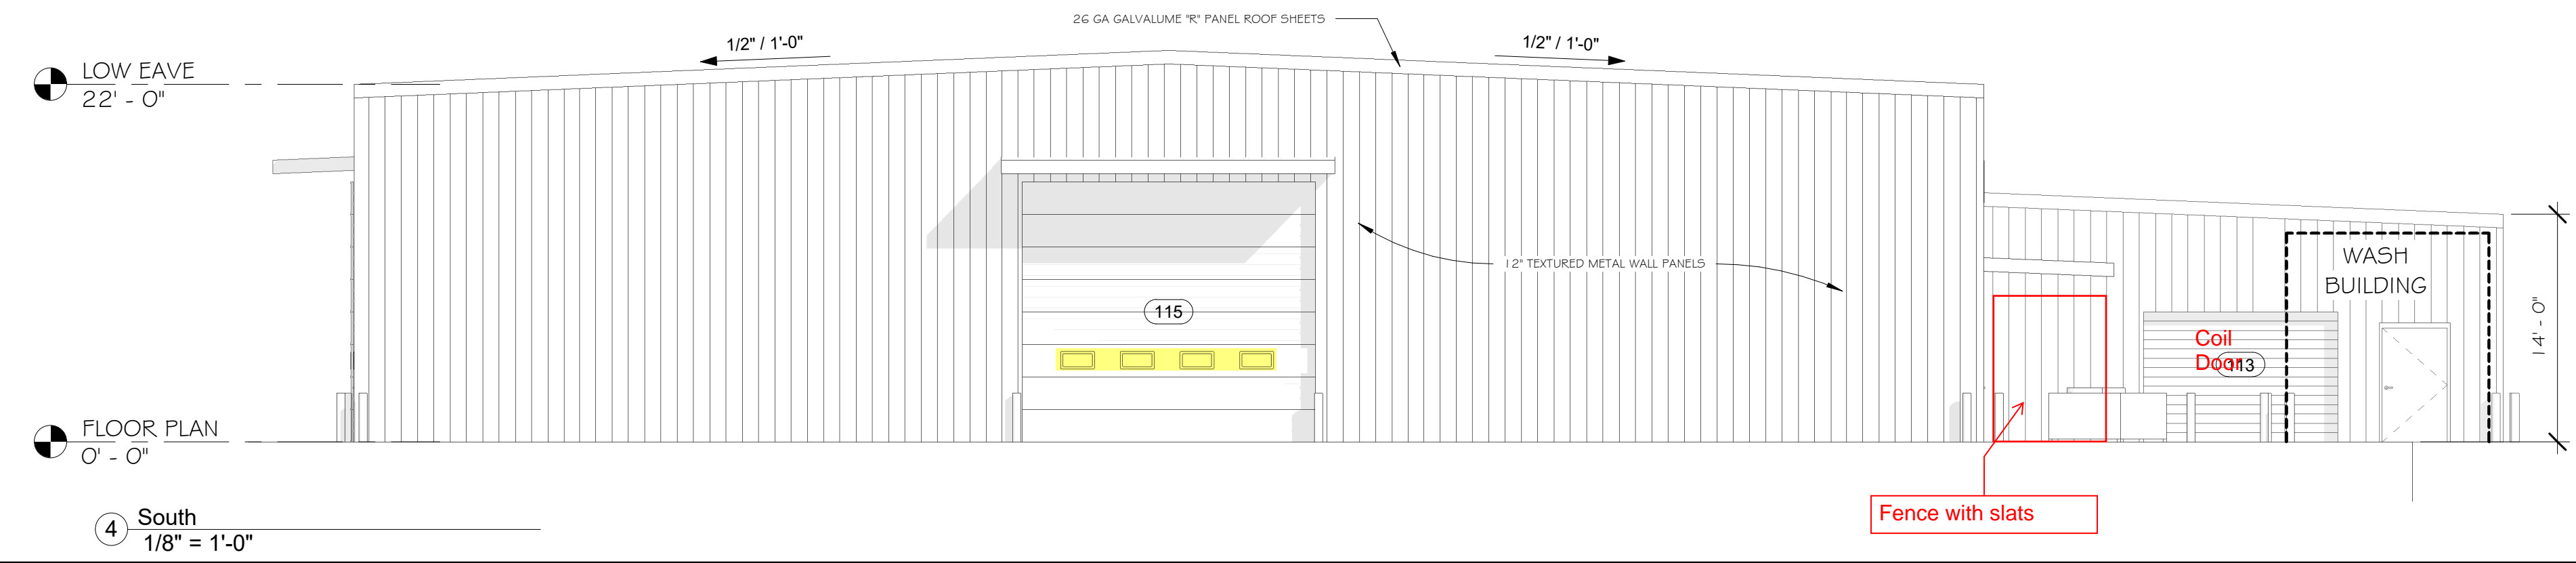 26 GA GALVALUME "R" PANEL ROOF SHEETS
1/2" / 1'-0"
1/2" / 1'-0"
LOW EAVE
22' - 0"
12" TEXTURED METAL WALL PANELS
WASH
BUILDING
115
Coil
Door
113
14' - 0"
FLOOR PLAN
0' - 0"
Fence with slats
4
South
1/8" = 1'-0"